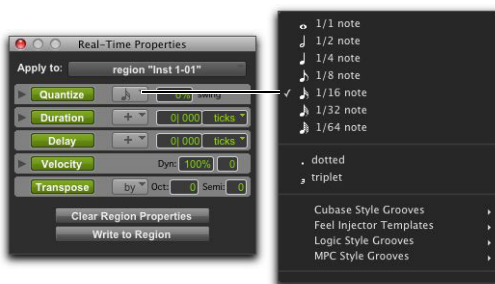 Real-Time Properties
Apply to: region "Inst 1-01"
Quantize 0% swing
Duration + 0| 000 ticks
Delay + 0| 000 ticks
Velocity Dyn: 100% 0
Transpose by Oct: 0 Semi: 0
Clear Region Properties
Write to Region
1/1 note
1/2 note
1/4 note
1/8 note
✓ 1/16 note
1/32 note
1/64 note
. dotted
3 triplet
Cubase Style Grooves
Feel Injector Templates
Logic Style Grooves
MPC Style Grooves